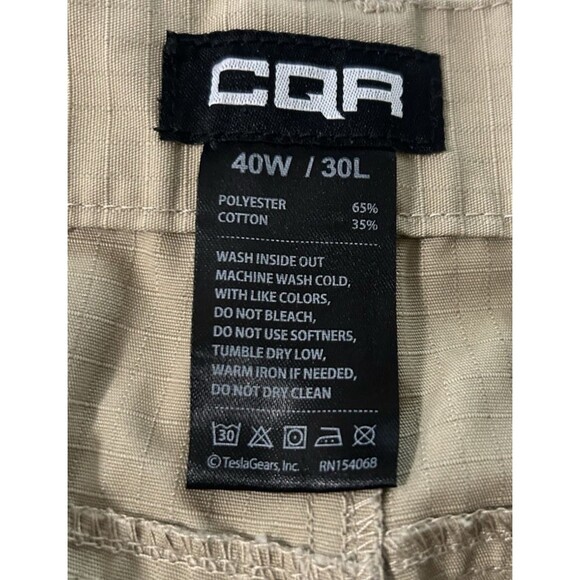 CQR
40W / 30L
POLYESTER 65%
COTTON 35%
WASH INSIDE OUT
MACHINE WASH COLD,
WITH LIKE COLORS,
DO NOT BLEACH,
DO NOT USE SOFTNERS,
TUMBLE DRY LOW,
WARM IRON IF NEEDED,
DO NOT DRY CLEAN
30
© TeslaGears, Inc. RN154068